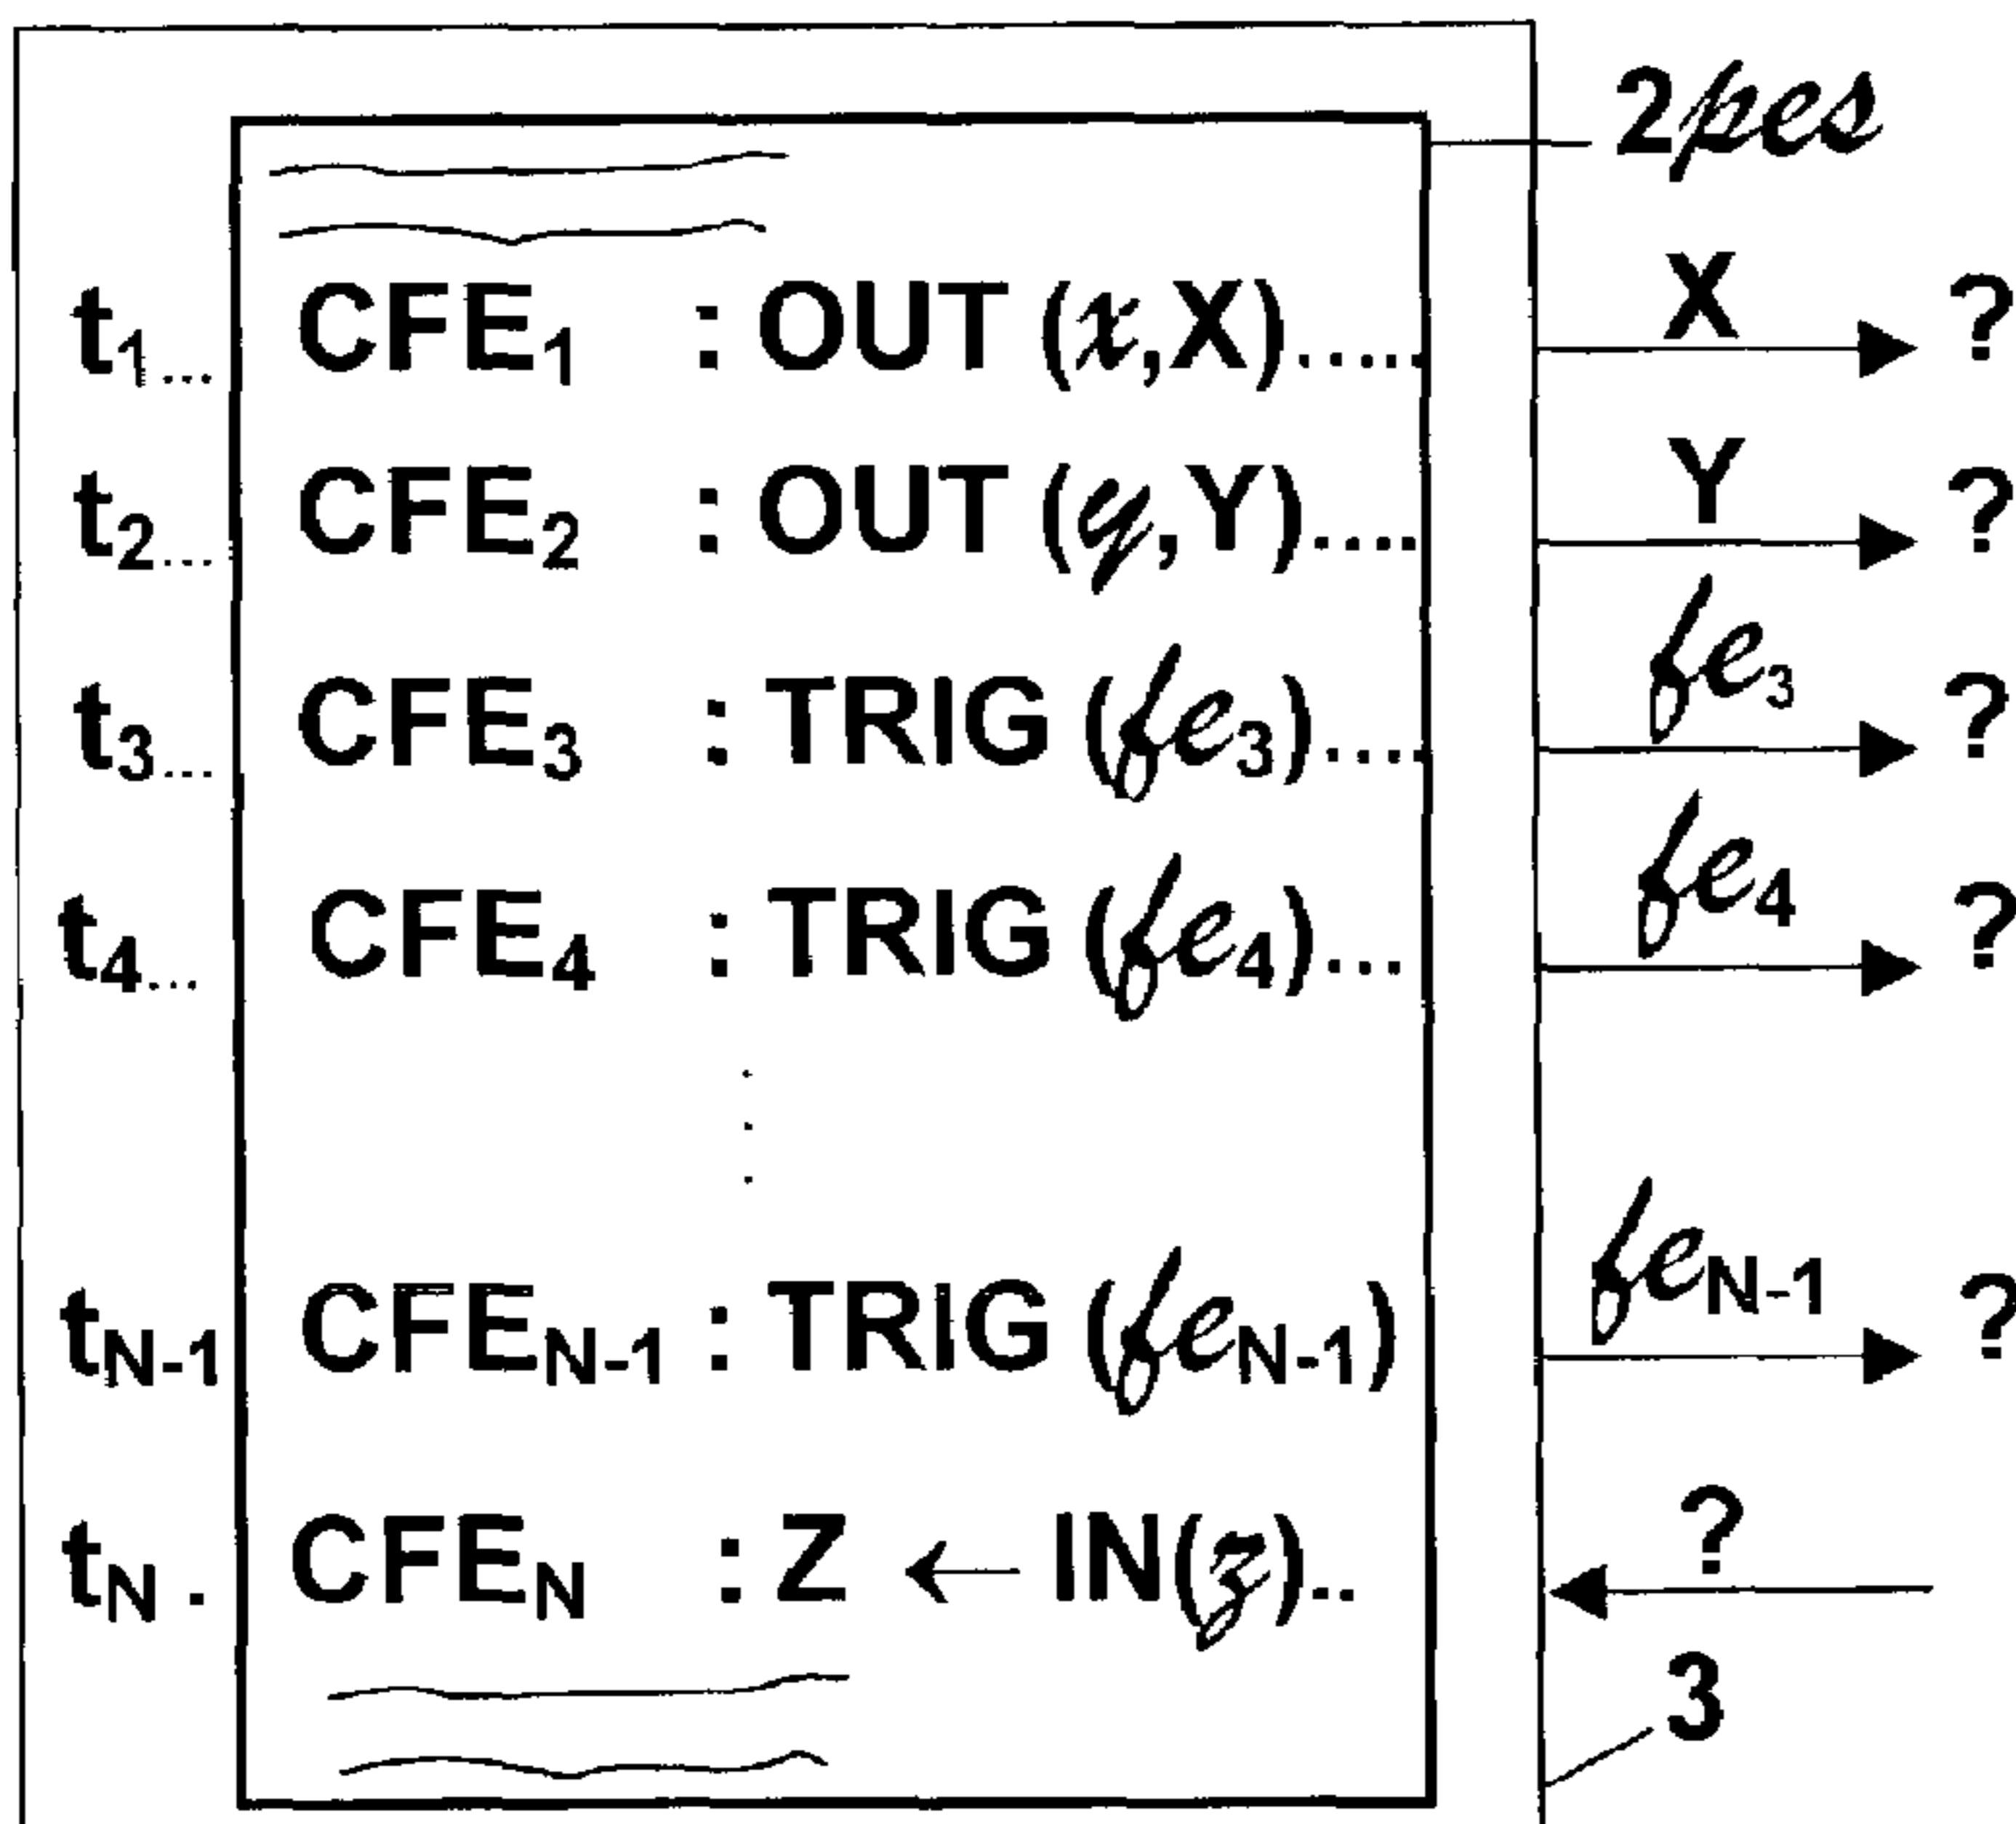 2pes
t1... CFE1 : OUT (x,X)..... X ?
t2... CFE2 : OUT (y,Y).... Y ?
t3... CFE3 : TRIG (fe3).... fe3 ?
t4... CFE4 : TRIG (fe4)... fe4 ?
tN-1 CFEN-1 : TRIG (feN-1) feN-1 ?
tN . CFEN : Z ← IN(z).. ?
3